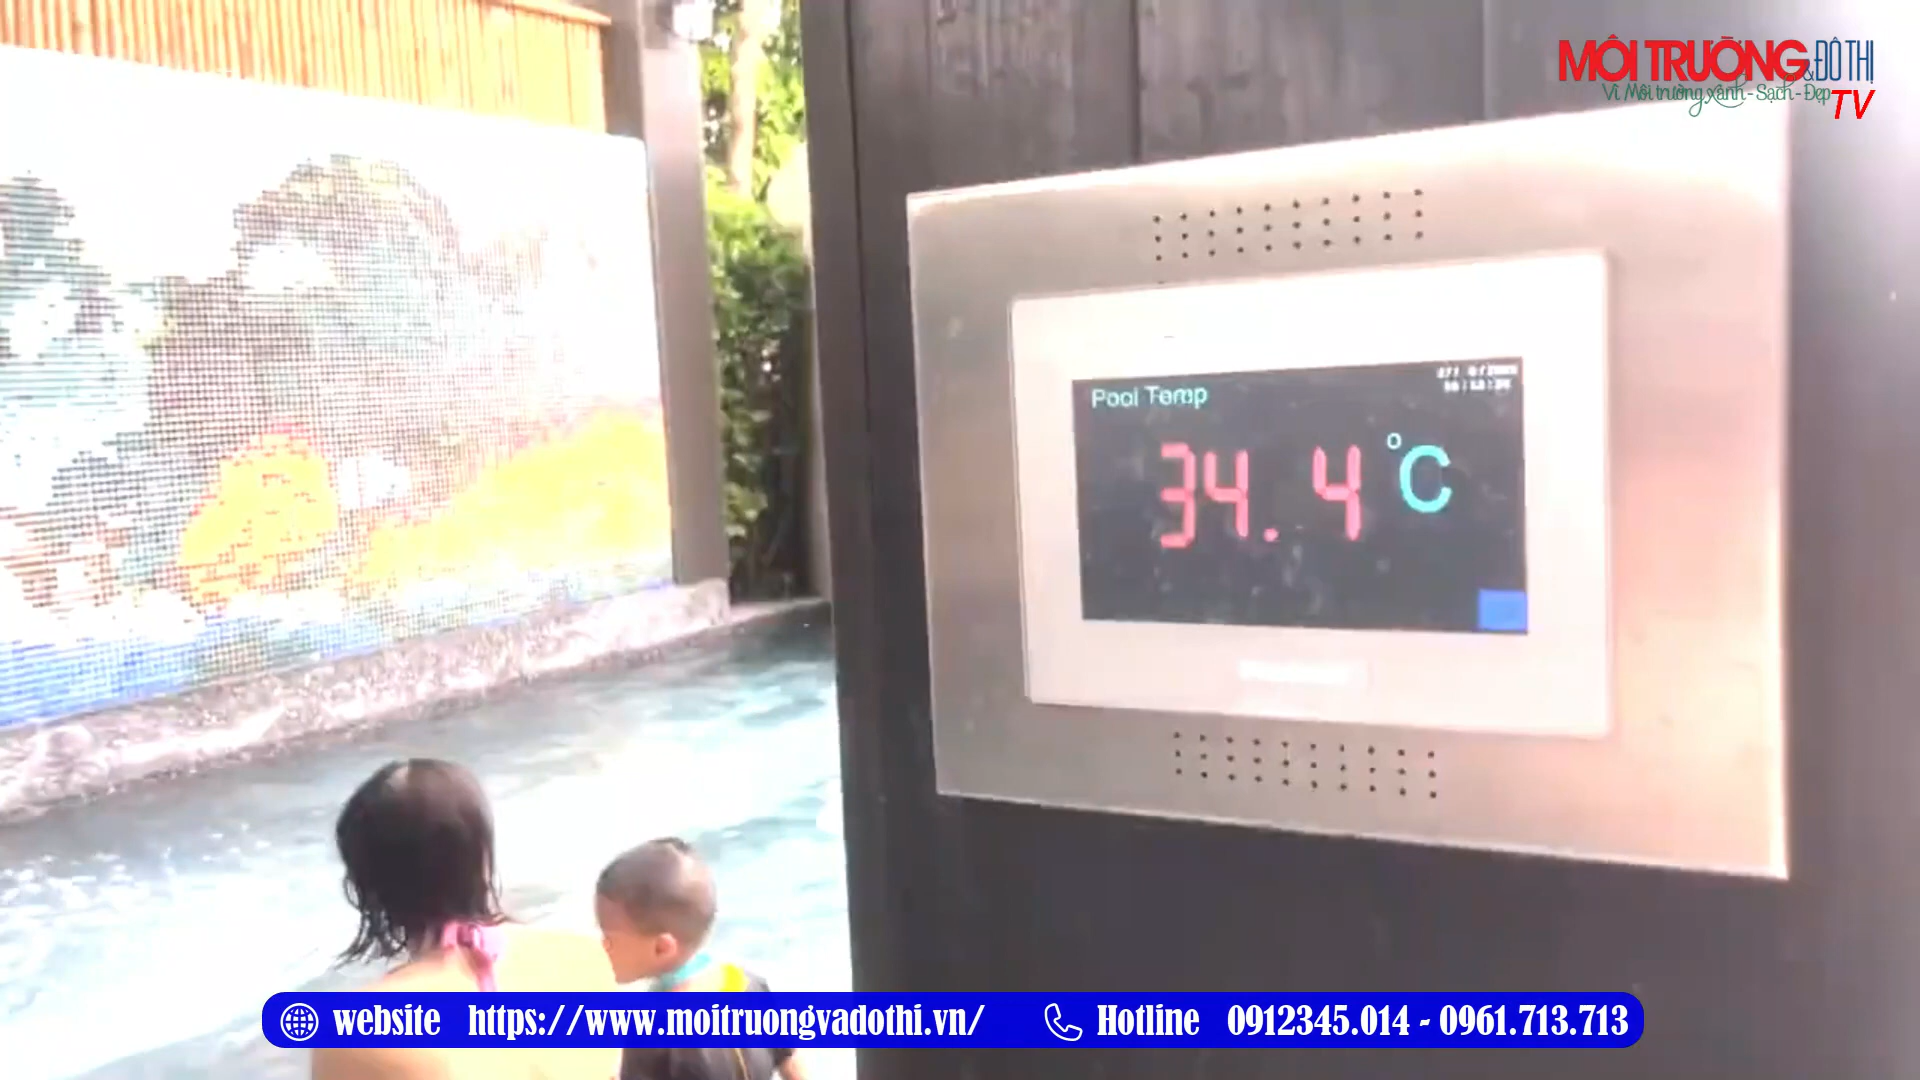 MÔI TRƯỜNG & ĐÔ THỊ
Vì Môi trường Xanh - Sạch - Đẹp
TV
Pool Temp
34.4 °C
website https://www.moitruongvadothi.vn/ Hotline 0912345.014 - 0961.713.713